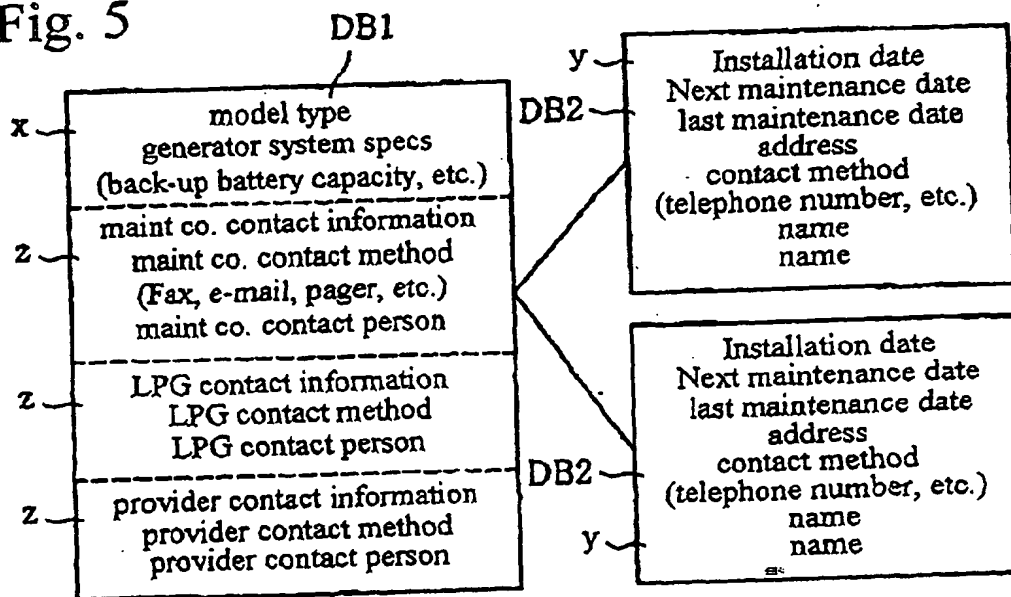 Fig. 5
DB1
x
model type
generator system specs
(back-up battery capacity, etc.)
z
maint co. contact information
maint co. contact method
(Fax, e-mail, pager, etc.)
maint co. contact person
z
LPG contact information
LPG contact method
LPG contact person
z
provider contact information
provider contact method
provider contact person
y
DB2
Installation date
Next maintenance date
last maintenance date
address
contact method
(telephone number, etc.)
name
name
DB2
y
Installation date
Next maintenance date
last maintenance date
address
contact method
(telephone number, etc.)
name
name